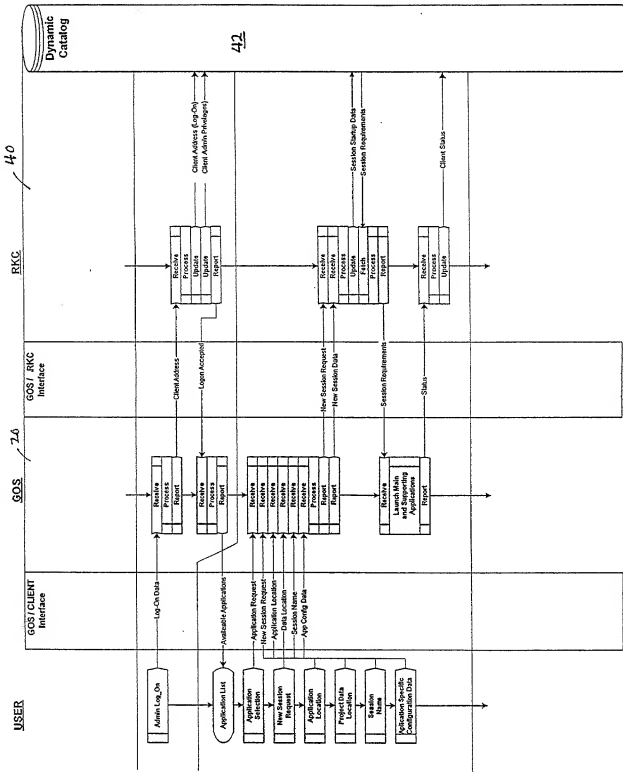 USER
GOS / CLIENT
Interface
GOS
20
GOS / RKC
Interface
RKC
40
Dynamic
Catalog
42
Admin Log_On
Log-On Data
Receive
Process
Report
Client Address
Receive
Process
Update
Update
Report
Client Address (Log-On)
Client Admin Privelages
Logon Accepted
Receive
Process
Report
Available Applications
Application List
Application
Selection
New Session
Request
Application
Location
Project Data
Location
Session
Name
Aplication Specific
Configuration Data
Application Request
New Session Request
Application Location
Data Location
Session Name
App Config Data
Receive
Receive
Receive
Receive
Receive
Receive
Process
Report
Report
New Session Request
New Session Data
Receive
Receive
Process
Update
Fetch
Process
Report
Session Startup Data
Session Requirements
Session Requirements
Receive
Launch Main
and Supporting
Applications
Report
Status
Receive
Process
Update
Client Status